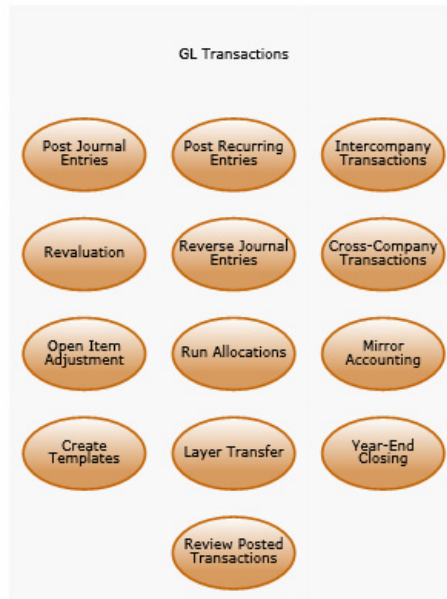 GL Transactions
Post Journal
Entries
Post Recurring
Entries
Intercompany
Transactions
Revaluation
Reverse Journal
Entries
Cross-Company
Transactions
Open Item
Adjustment
Run Allocations
Mirror
Accounting
Create
Templates
Layer Transfer
Year-End
Closing
Review Posted
Transactions